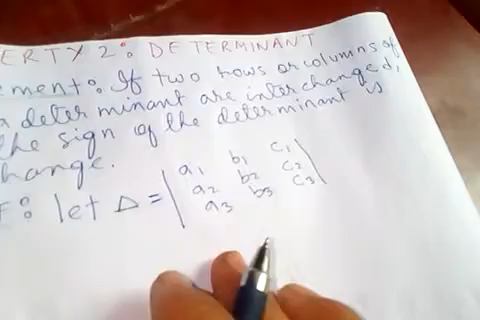 ERTY 2: DETERMINANT
ement: If two rows or columns of
a determinant are interchanged,
the sign of the determinant is
hange.
F: let Δ = | a1 b1 c1 |
a2 b2 c2
a3 b3 c3